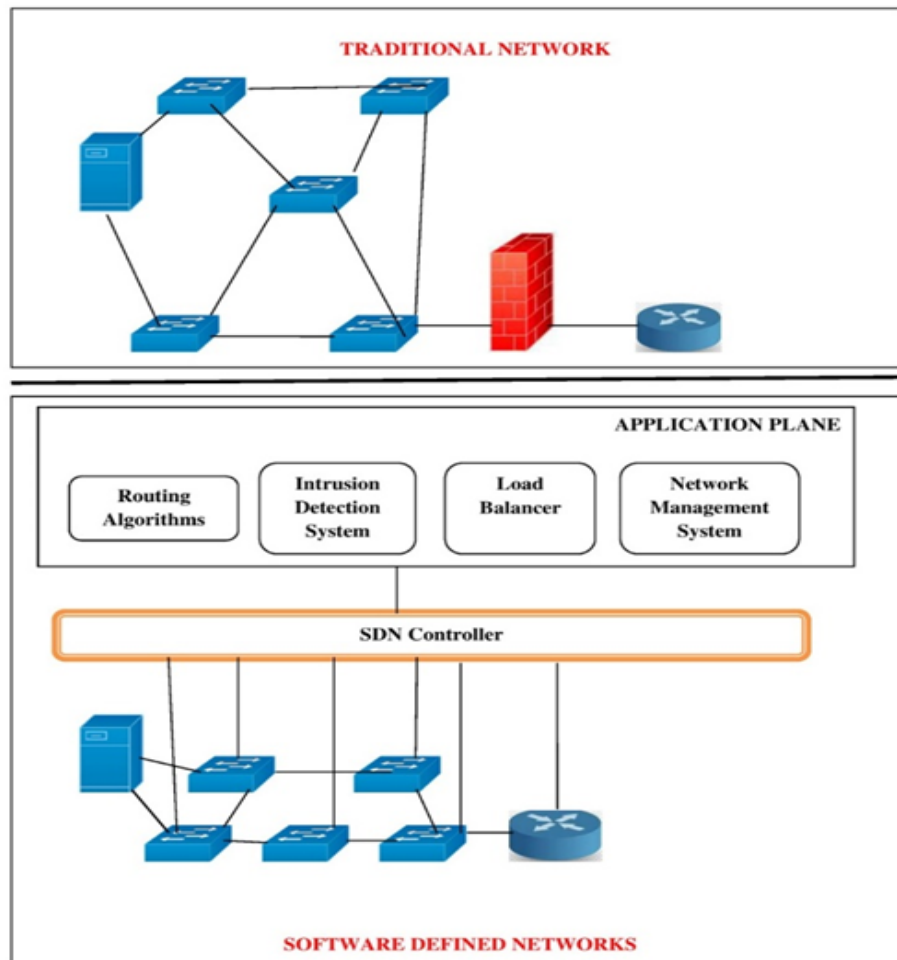 TRADITIONAL NETWORK
APPLICATION PLANE
Routing
Algorithms
Intrusion
Detection
System
Load
Balancer
Network
Management
System
SDN Controller
SOFTWARE DEFINED NETWORKS